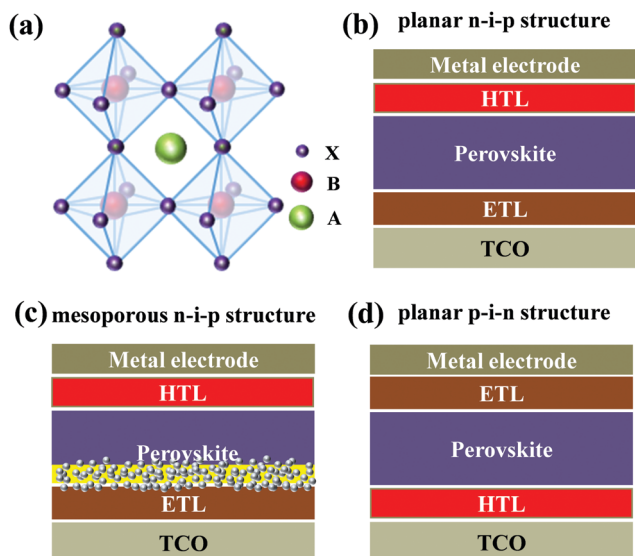 (a)
X
B
A
(b) planar n-i-p structure
Metal electrode
HTL
Perovskite
ETL
TCO
(c) mesoporous n-i-p structure
Metal electrode
HTL
Perovskite
ETL
TCO
(d) planar p-i-n structure
Metal electrode
ETL
Perovskite
HTL
TCO